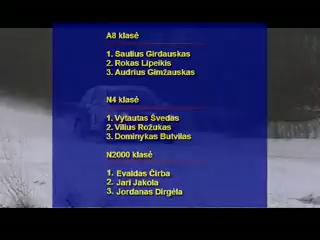 A8 klasė
1. Saulius Girdauskas
2. Rokas Lipeikis
3. Audrius Gimžauskas
N4 klasė
1. Vytautas Švedas
2. Vilius Rožukas
3. Dominykas Butvilas
N2000 klasė
1. Evaldas Čirba
2. Jari Jakola
3. Jordanas Dirgėla